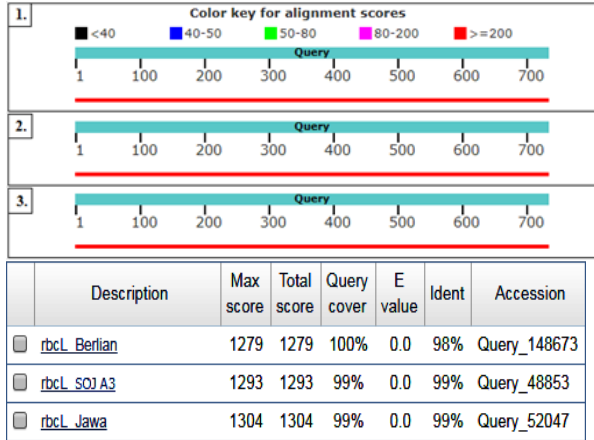 1.
Color key for alignment scores
<40 40-50 50-80 80-200 >=200
Query
1 100 200 300 400 500 600 700
2.
Query
1 100 200 300 400 500 600 700
3.
Query
1 100 200 300 400 500 600 700
Description Max score Total score Query cover E value Ident Accession
rbcL_Berlian 1279 1279 100% 0.0 98% Query_148673
rbcL_SOJ A3 1293 1293 99% 0.0 99% Query_48853
rbcL_Jawa 1304 1304 99% 0.0 99% Query_52047